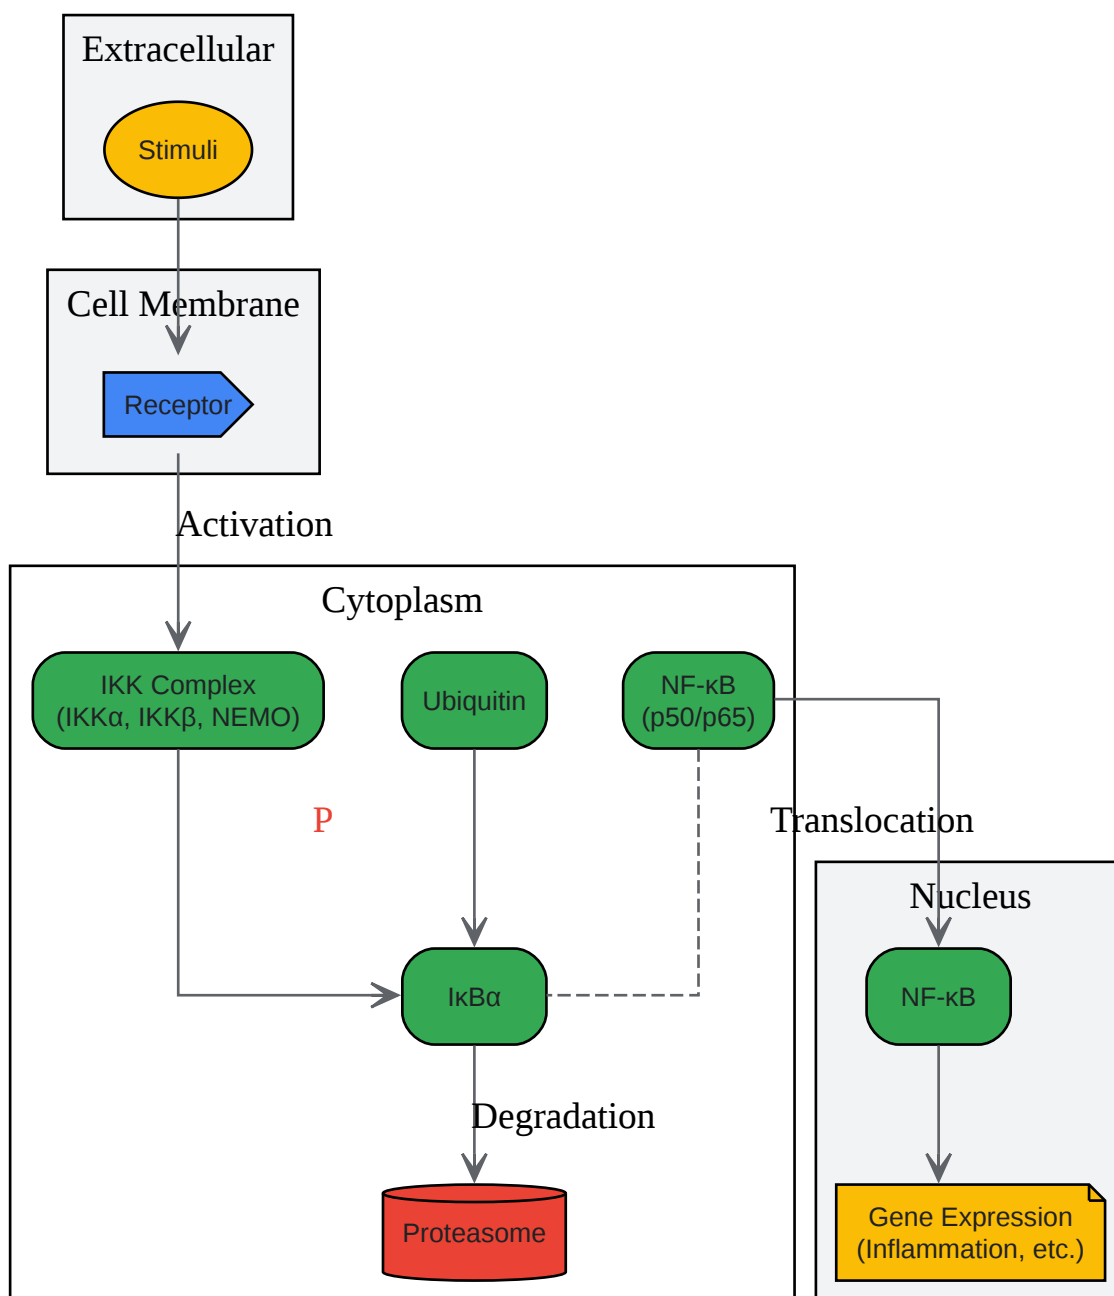 Extracellular
Stimuli
Cell Membrane
Receptor
Activation
Cytoplasm
IKK Complex
(IKKα, IKKβ, NEMO)
Ubiquitin
NF-κB
(p50/p65)
P
Translocation
Nucleus
IκBα
NF-κB
Degradation
Proteasome
Gene Expression
(Inflammation, etc.)